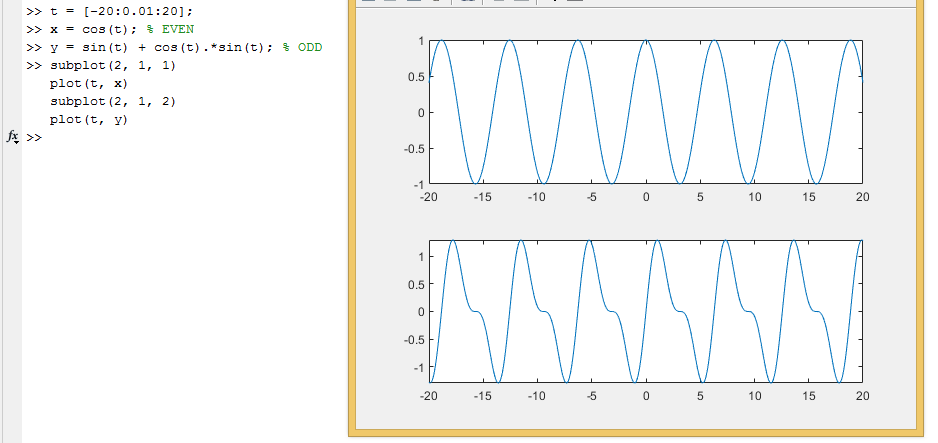 >> t = [-20:0.01:20];
>> x = cos(t); % EVEN
>> y = sin(t) + cos(t).*sin(t); % ODD
>> subplot(2, 1, 1)
plot(t, x)
subplot(2, 1, 2)
plot(t, y)
fx >>
1
0.5
0
-0.5
-1
-20 -15 -10 -5 0 5 10 15 20
1
0.5
0
-0.5
-1
-20 -15 -10 -5 0 5 10 15 20